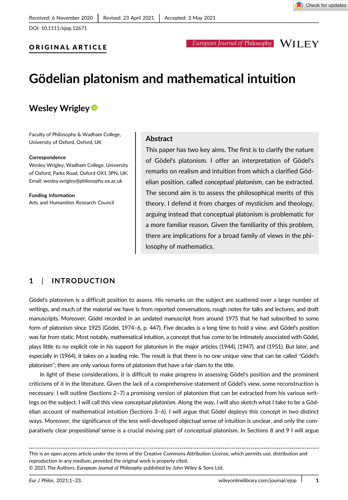 Check for updates
Received: 6 November 2020 | Revised: 23 April 2021 | Accepted: 3 May 2021
DOI: 10.1111/ejop.12671
ORIGINAL ARTICLE
European Journal of Philosophy WILEY
Gödelian platonism and mathematical intuition
Wesley Wrigley
Faculty of Philosophy & Wadham College,
University of Oxford, Oxford, UK
Correspondence
Wesley Wrigley, Wadham College, University
of Oxford, Parks Road, Oxford OX1 3PN, UK.
Email: wesley.wrigley@philosophy.ox.ac.uk
Funding information
Arts and Humanities Research Council
Abstract
This paper has two key aims. The first is to clarify the nature
of Gödel's platonism. I offer an interpretation of Gödel's
remarks on realism and intuition from which a clarified Göd-
elian position, called conceptual platonism, can be extracted.
The second aim is to assess the philosophical merits of this
theory. I defend it from charges of mysticism and theology,
arguing instead that conceptual platonism is problematic for
a more familiar reason. Given the familiarity of this problem,
there are implications for a broad family of views in the phi-
losophy of mathematics.
1 | INTRODUCTION
Gödel's platonism is a difficult position to assess. His remarks on the subject are scattered over a large number of
writings, and much of the material we have is from reported conversations, rough notes for talks and lectures, and draft
manuscripts. Moreover, Gödel recorded in an undated manuscript from around 1975 that he had subscribed to some
form of platonism since 1925 (Gödel, 1974–6, p. 447). Five decades is a long time to hold a view, and Gödel's position
was far from static. Most notably, mathematical intuition, a concept that has come to be intimately associated with Gödel,
plays little to no explicit role in his support for platonism in the major articles (1944), (1947), and (1951). But later, and
especially in (1964), it takes on a leading role. The result is that there is no one unique view that can be called "Gödel's
platonism"; there are only various forms of platonism that have a fair claim to the title.
In light of these considerations, it is difficult to make progress in assessing Gödel's position and the prominent
criticisms of it in the literature. Given the lack of a comprehensive statement of Gödel's view, some reconstruction is
necessary. I will outline (Sections 2–7) a promising version of platonism that can be extracted from his various writ-
ings on the subject. I will call this view conceptual platonism. Along the way, I will also sketch what I take to be a Göd-
elian account of mathematical intuition (Sections 3–6). I will argue that Gödel deploys this concept in two distinct
ways. Moreover, the significance of the less well-developed objectual sense of intuition is unclear, and only the com-
paratively clear propositional sense is a crucial moving part of conceptual platonism. In Sections 8 and 9 I will argue
This is an open access article under the terms of the Creative Commons Attribution License, which permits use, distribution and
reproduction in any medium, provided the original work is properly cited.
© 2021 The Authors. European Journal of Philosophy published by John Wiley & Sons Ltd.
Eur J Philos. 2021;1–23.
wileyonlinelibrary.com/journal/ejop | 1